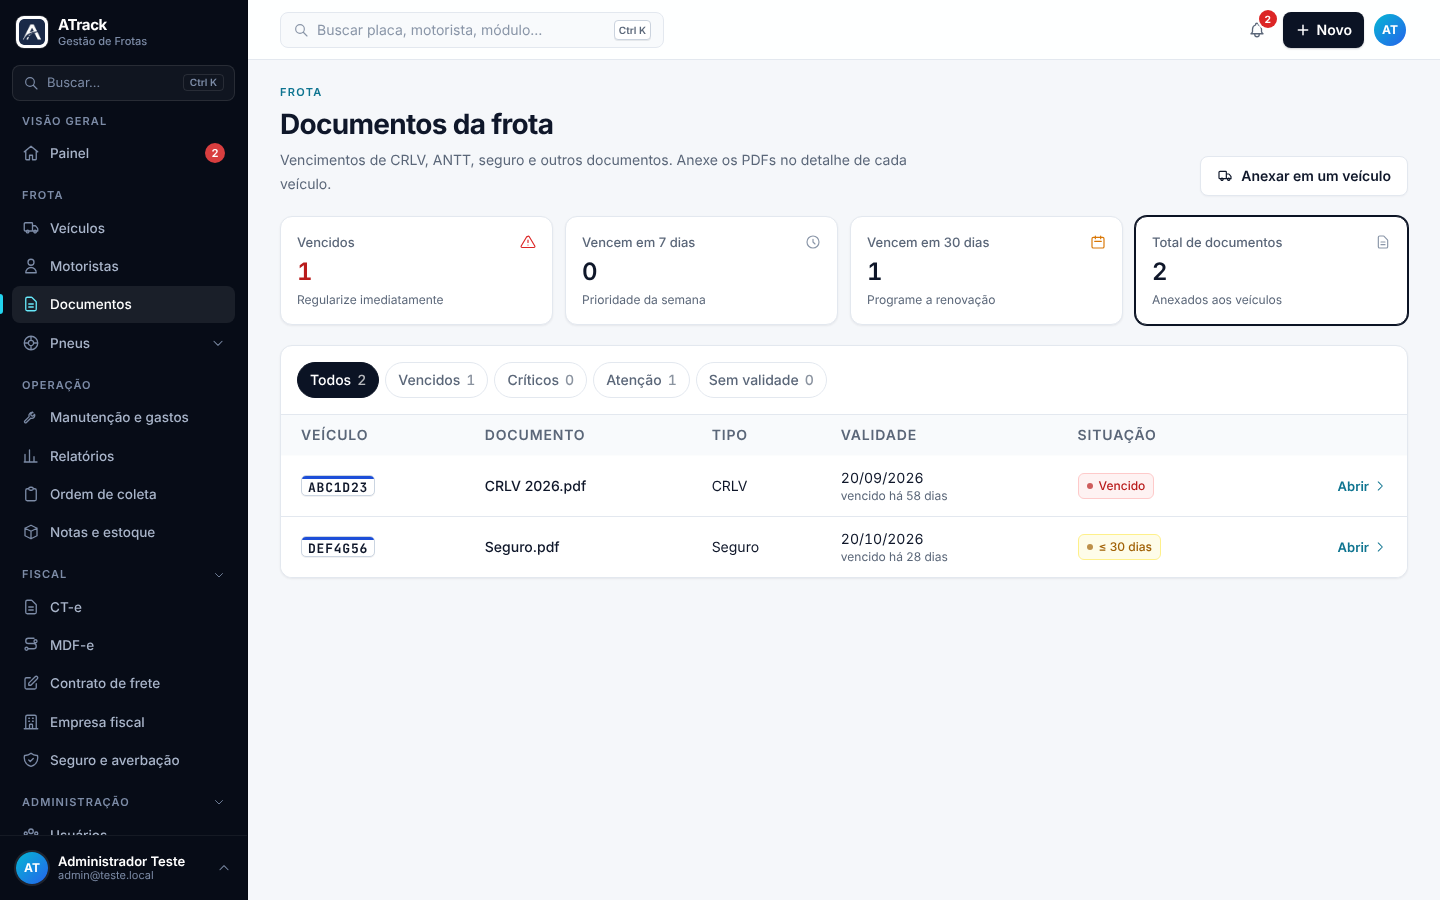 ATrack
Gestão de Frotas
Buscar...
Ctrl K
VISÃO GERAL
Painel
2
FROTA
Veículos
Motoristas
Documentos
Pneus
OPERAÇÃO
Manutenção e gastos
Relatórios
Ordem de coleta
Notas e estoque
FISCAL
CT-e
MDF-e
Contrato de frete
Empresa fiscal
Seguro e averbação
ADMINISTRAÇÃO
Usuários
AT
Administrador Teste
admin@teste.local
Buscar placa, motorista, módulo...
Ctrl K
2
Novo
AT
FROTA
Documentos da frota
Vencimentos de CRLV, ANTT, seguro e outros documentos. Anexe os PDFs no detalhe de cada
veículo.
Anexar em um veículo
Vencidos
1
Regularize imediatamente
Vencem em 7 dias
0
Prioridade da semana
Vencem em 30 dias
1
Programe a renovação
Total de documentos
2
Anexados aos veículos
Todos 2
Vencidos 1
Críticos 0
Atenção 1
Sem validade 0
VEÍCULO DOCUMENTO TIPO VALIDADE SITUAÇÃO
ABC1D23 CRLV 2026.pdf CRLV 20/09/2026 Vencido Abrir
vencido há 58 dias
DEF4G56 Seguro.pdf Seguro 20/10/2026 ≤ 30 dias Abrir
vencido há 28 dias